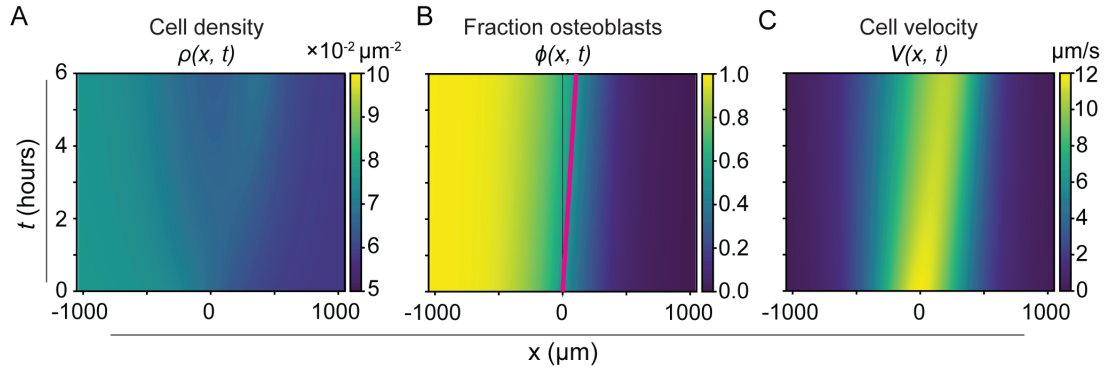 A
Cell density
ρ(x, t)
×10-2 µm-2
6
4
2
0
t (hours)
-1000
0
1000
10
9
8
7
6
5
B
Fraction osteoblasts
ϕ(x, t)
-1000
0
1000
1.0
0.8
0.6
0.4
0.2
0.0
C
Cell velocity
V(x, t)
µm/s
-1000
0
1000
12
10
8
6
4
2
0
x (µm)